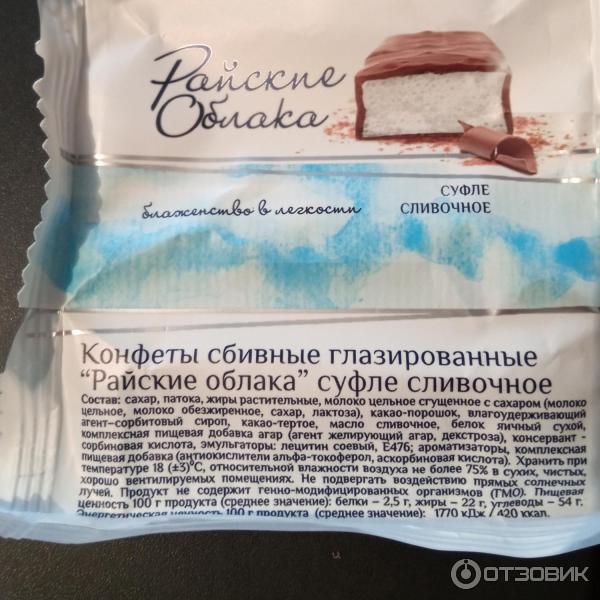 Райские
Облака
блаженство в легкости
СУФЛЕ
СЛИВОЧНОЕ
Конфеты сбивные глазированные
“Райские облака” суфле сливочное
Состав: сахар, патока, жиры растительные, молоко цельное сгущенное с сахаром (молоко
цельное, молоко обезжиренное, сахар, лактоза), какао-порошок, влагоудерживающий
агент–сорбитовый сироп, какао-тертое, масло сливочное, белок яичный сухой,
комплексная пищевая добавка агар (агент желирующий агар, декстроза), консервант -
сорбиновая кислота, эмульгаторы: лецитин соевый, Е476; ароматизаторы, комплексная
пищевая добавка (антиокислители альфа-токоферол, аскорбиновая кислота). Хранить при
температуре 18 (±3)°С, относительной влажности воздуха не более 75% в сухих, чистых,
хорошо вентилируемых помещениях. Не подвергать воздействию прямых солнечных
лучей. Продукт не содержит генно-модифицированных организмов (ГМО). Пищевая
ценность 100 г продукта (среднее значение): белки – 2,5 г, жиры – 22 г, углеводы – 54 г.
Энергетическая ценность 100 г продукта (среднее значение): 1770 кДж / 420 ккал.
ОТЗОВИК